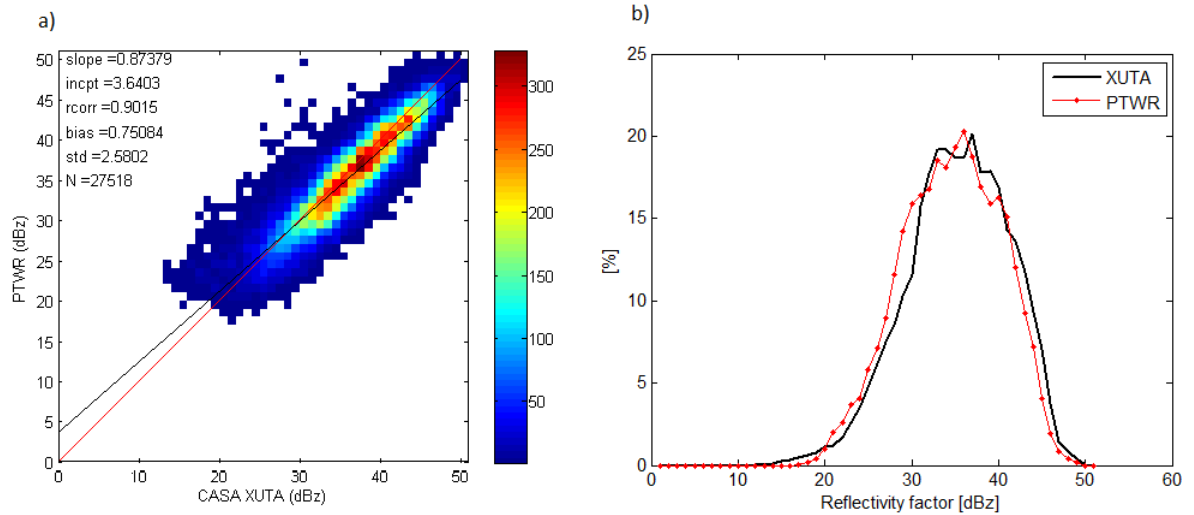 a)
slope =0.87379
incpt =3.6403
rcorr =0.9015
bias =0.75084
std =2.5802
N =27518
50
45
40
35
30
25
20
15
10
5
0
0 10 20 30 40 50
PTWR (dBz)
CASA XUTA (dBz)
300
250
200
150
100
50
b)
XUTA
PTWR
25
20
15
10
5
0
0 10 20 30 40 50 60
[%]
Reflectivity factor [dBz]